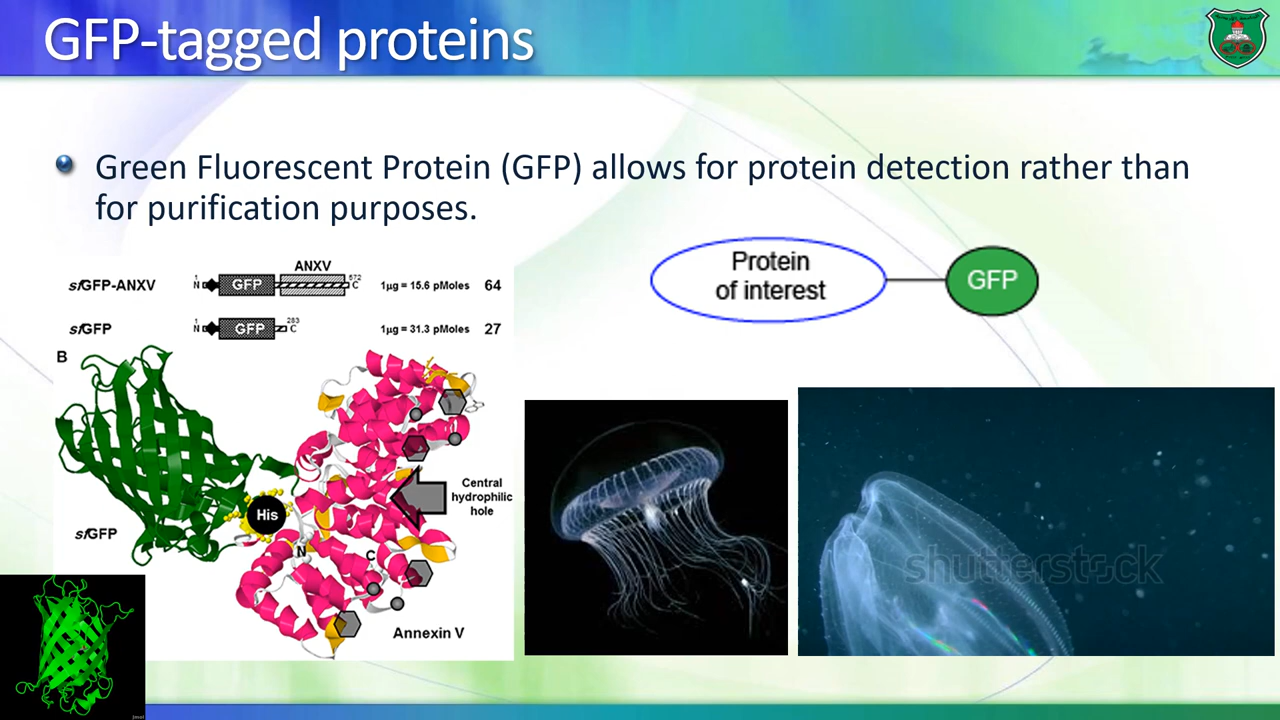 GFP-tagged proteins
Green Fluorescent Protein (GFP) allows for protein detection rather than
for purification purposes.
ANXV
sfGFP-ANXV
1
N
GFP
572
C
1µg = 15.6 pMoles
64
sfGFP
1
N
GFP
283
C
1µg = 31.3 pMoles
27
B
His
N
C
sfGFP
Central
hydrophilic
hole
Annexin V
Protein
of interest
GFP
shutterstock